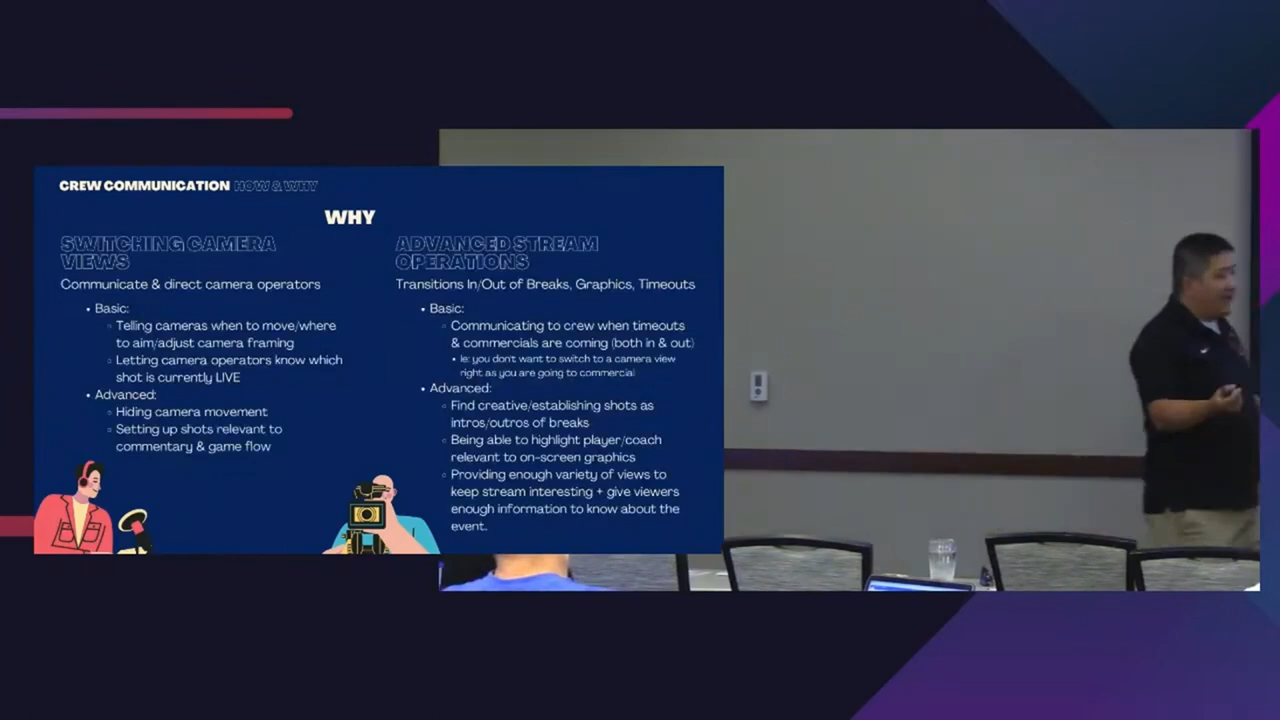 CREW COMMUNICATION HOW & WHY
WHY
SWITCHING CAMERA
VIEWS
Communicate & direct camera operators
• Basic:
◦ Telling cameras when to move/where
to aim/adjust camera framing
◦ Letting camera operators know which
shot is currently LIVE
• Advanced:
◦ Hiding camera movement
◦ Setting up shots relevant to
commentary & game flow
ADVANCED STREAM
OPERATIONS
Transitions In/Out of Breaks, Graphics, Timeouts
• Basic:
◦ Communicating to crew when timeouts
& commercials are coming (both in & out)
▪ Ie: you don't want to switch to a camera view
right as you are going to commercial
• Advanced:
◦ Find creative/establishing shots as
intros/outros of breaks
◦ Being able to highlight player/coach
relevant to on-screen graphics
◦ Providing enough variety of views to
keep stream interesting + give viewers
enough information to know about the
event.